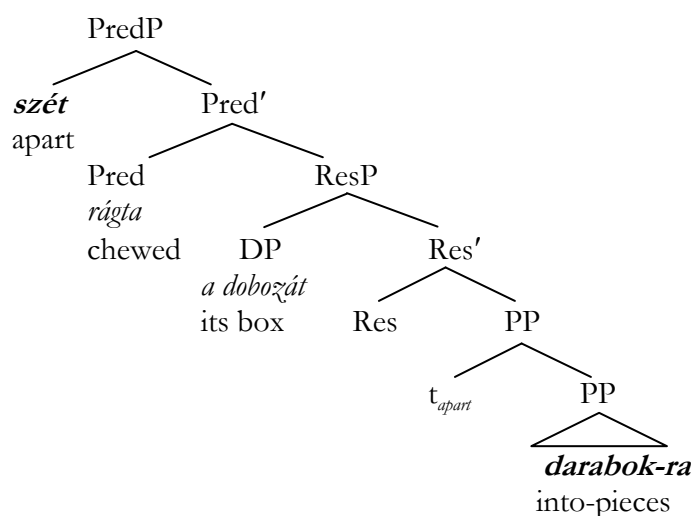 PredP
szét Pred′
apart
Pred ResP
rágta
chewed DP Res′
a dobozát
its box Res PP
t_apart PP
darabok-ra
into-pieces